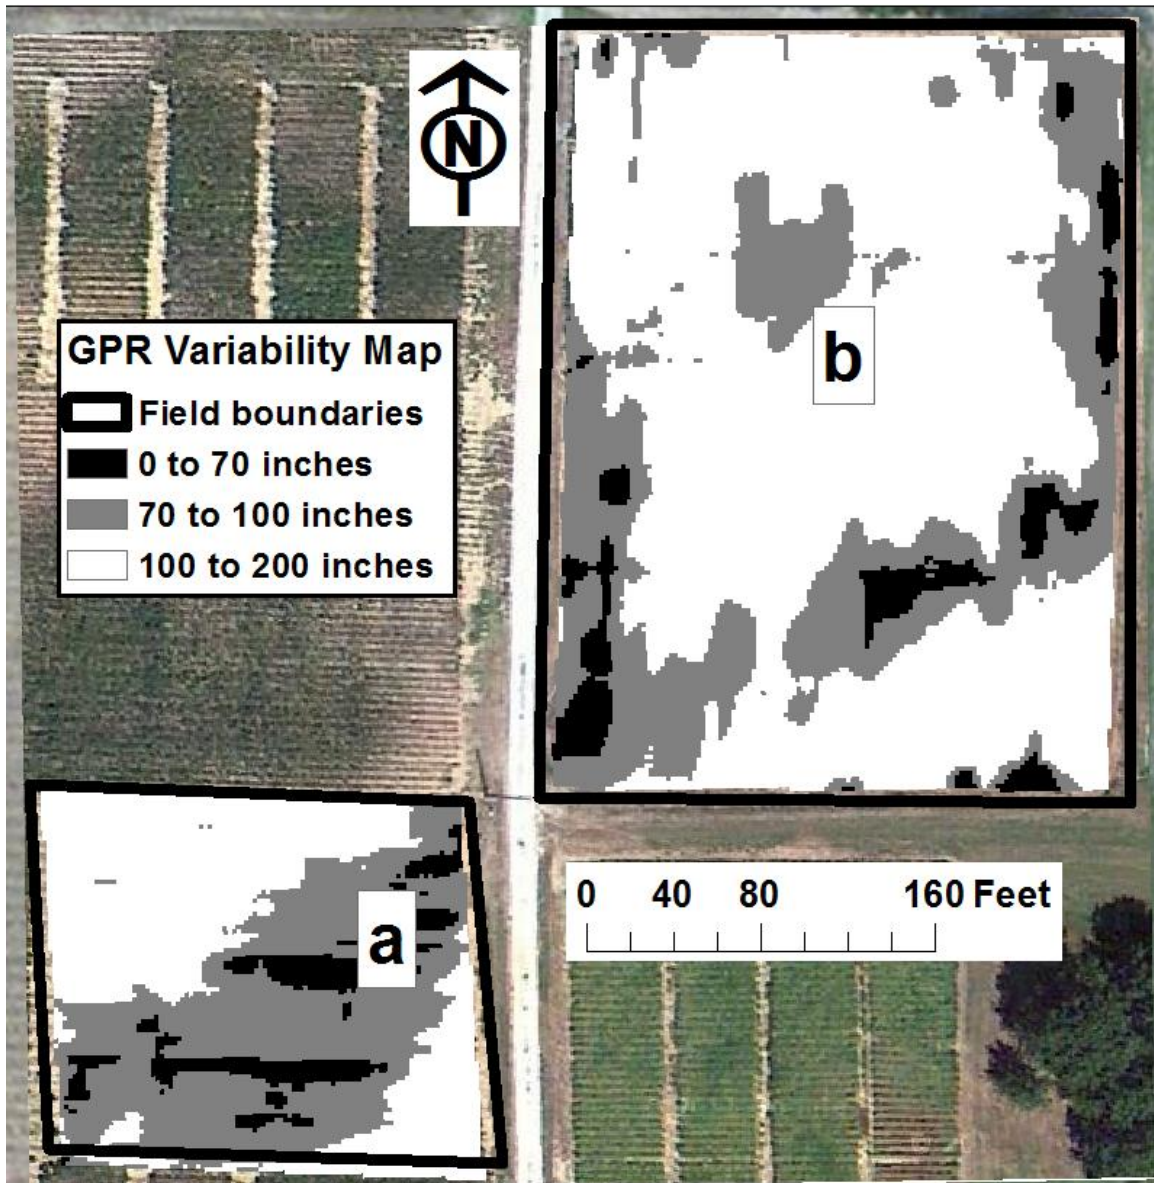 N
GPR Variability Map
Field boundaries
0 to 70 inches
70 to 100 inches
100 to 200 inches
b
a
0 40 80 160 Feet